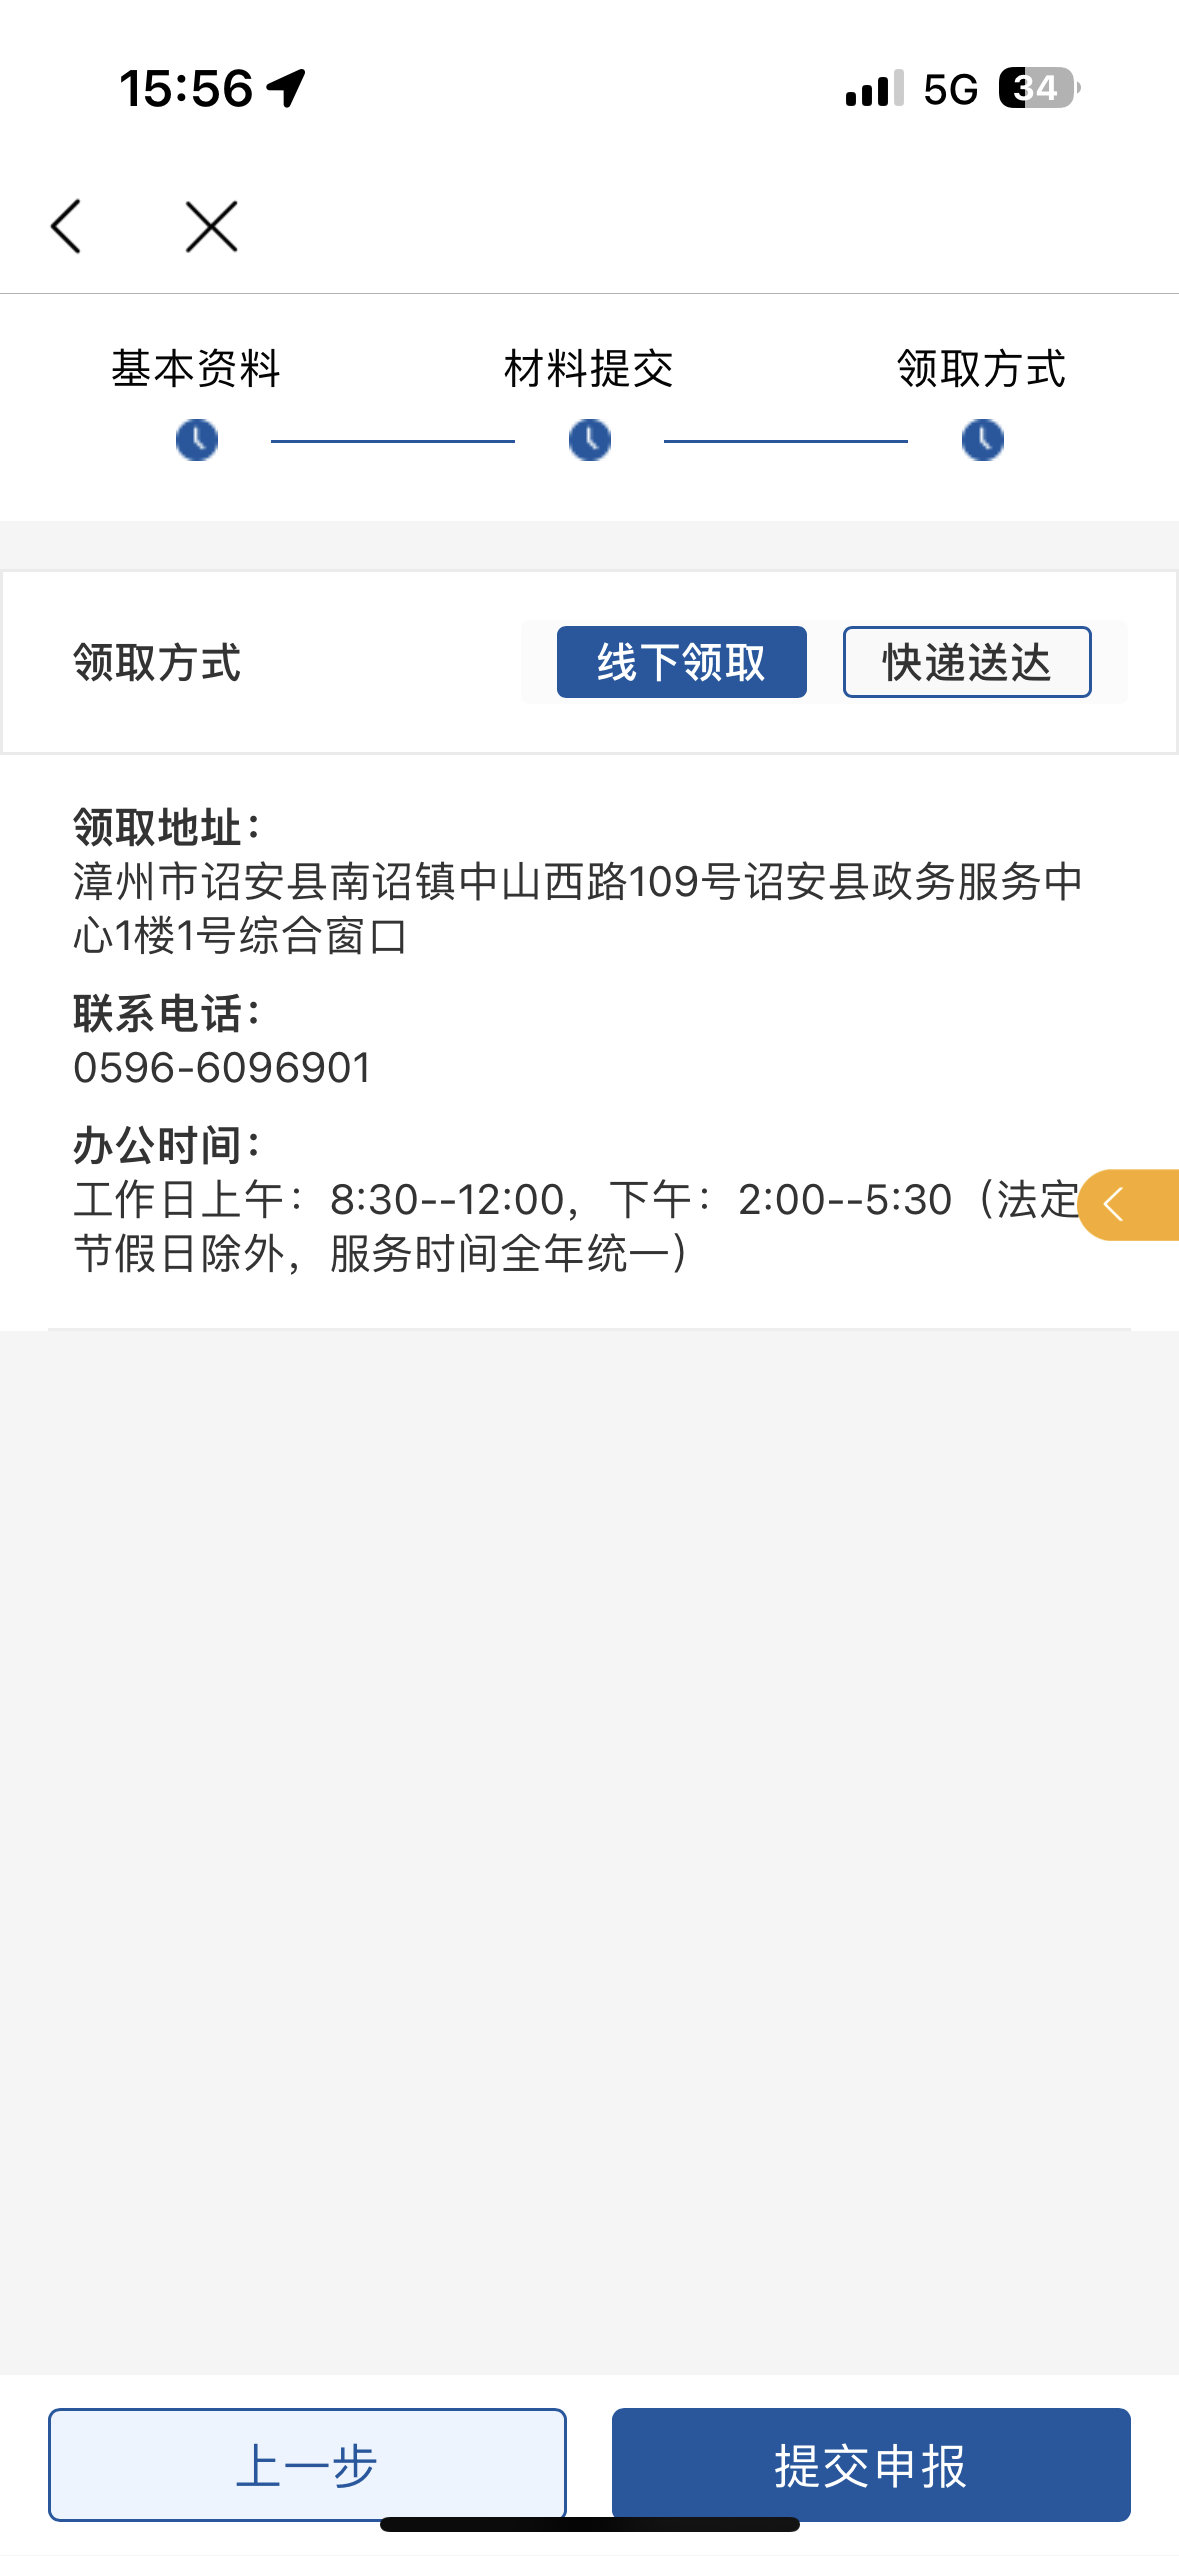 15:56 5G 34
基本资料 材料提交 领取方式
领取方式 线下领取 快递送达
领取地址：
漳州市诏安县南诏镇中山西路109号诏安县政务服务中
心1楼1号综合窗口
联系电话：
0596-6096901
办公时间：
工作日上午：8:30--12:00，下午：2:00--5:30（法定
节假日除外，服务时间全年统一）
上一步 提交申报